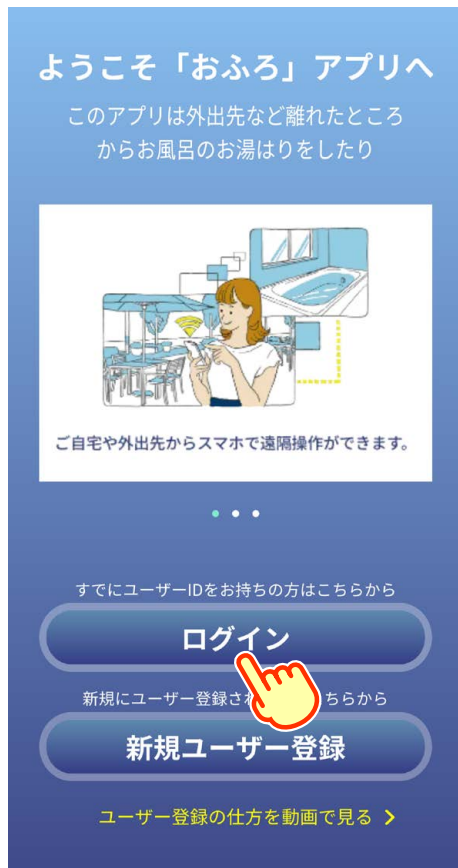 ようこそ「おふろ」アプリへ
このアプリは外出先など離れたところ
からお風呂のお湯はりをしたり
ご自宅や外出先からスマホで遠隔操作ができます。
すでにユーザーIDをお持ちの方はこちらから
ログイン
新規にユーザー登録さ ちらから
新規ユーザー登録
ユーザー登録の仕方を動画で見る